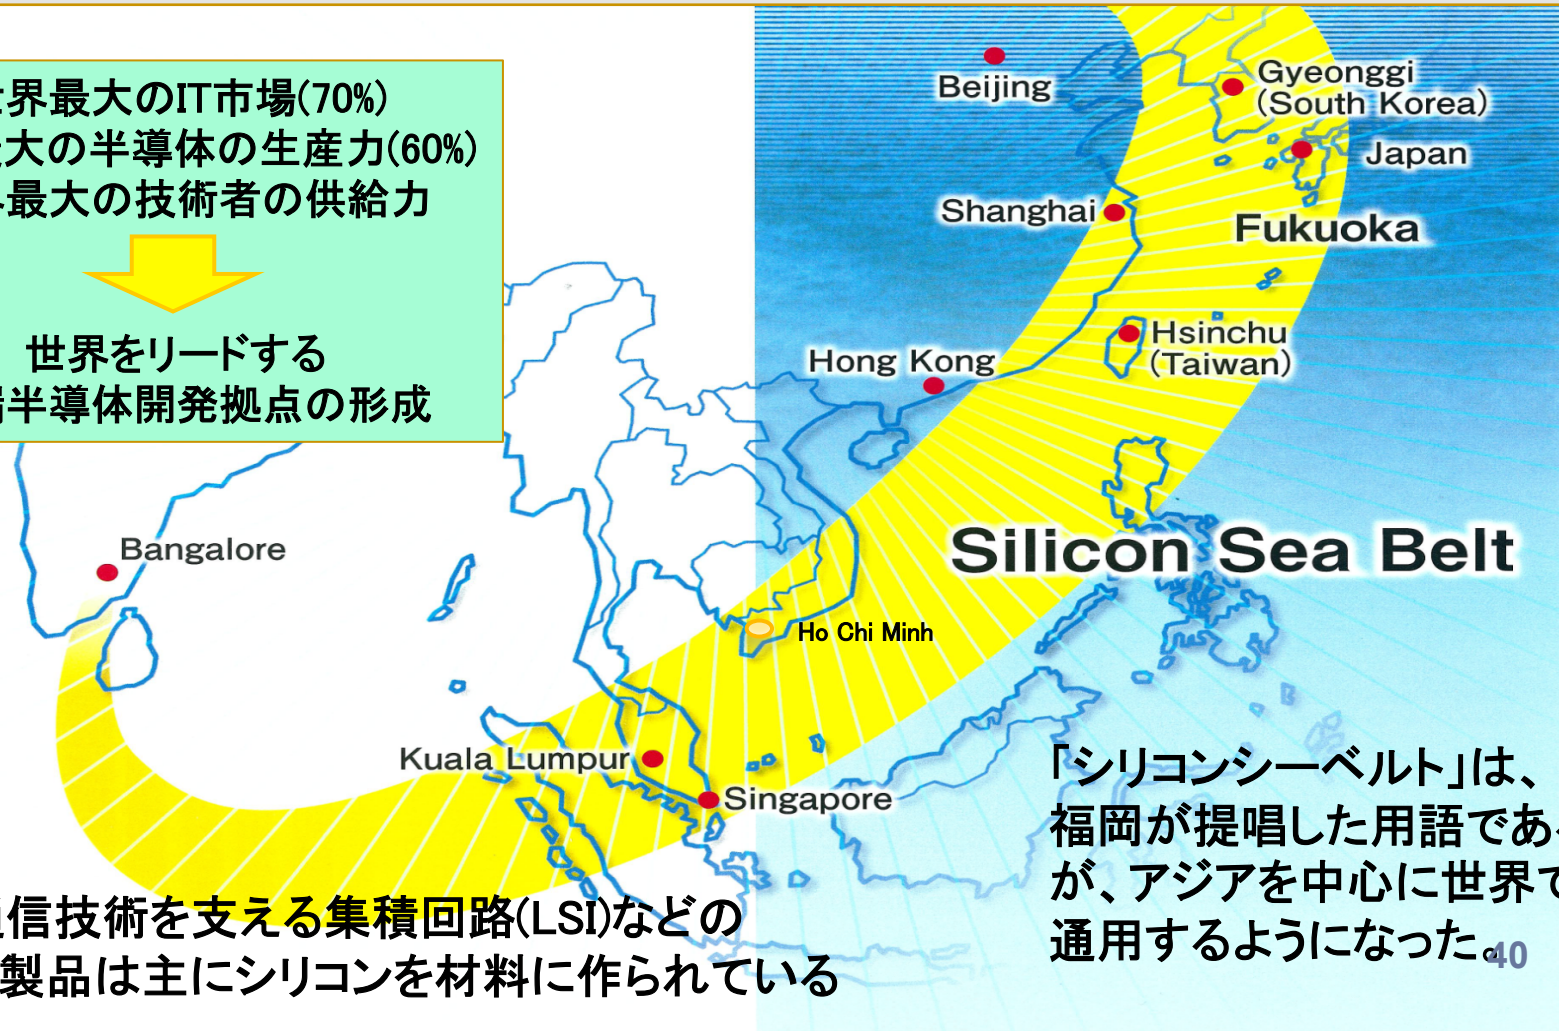 界最大のIT市場(70%)
大の半導体の生産力(60%)
最大の技術者の供給力
世界をリードする
半導体開発拠点の形成
Beijing
Gyeonggi
(South Korea)
Japan
Shanghai
Fukuoka
Hsinchu
(Taiwan)
Hong Kong
Silicon Sea Belt
Bangalore
Ho Chi Minh
Kuala Lumpur
Singapore
「シリコンシーベルト」は、
福岡が提唱した用語であ
が、アジアを中心に世界で
通用するようになった。
信技術を支える集積回路(LSI)などの
製品は主にシリコンを材料に作られている
40